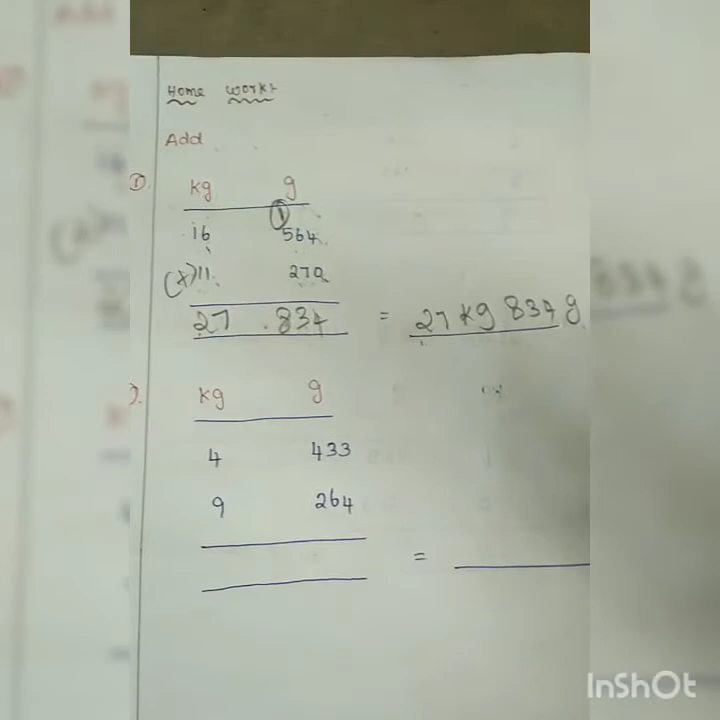 Home Work:
Add
1). kg g
1
16 564
(+) 11 270
27 834 = 27 kg 834 g
). kg g
4 433
9 264
=
InShOt